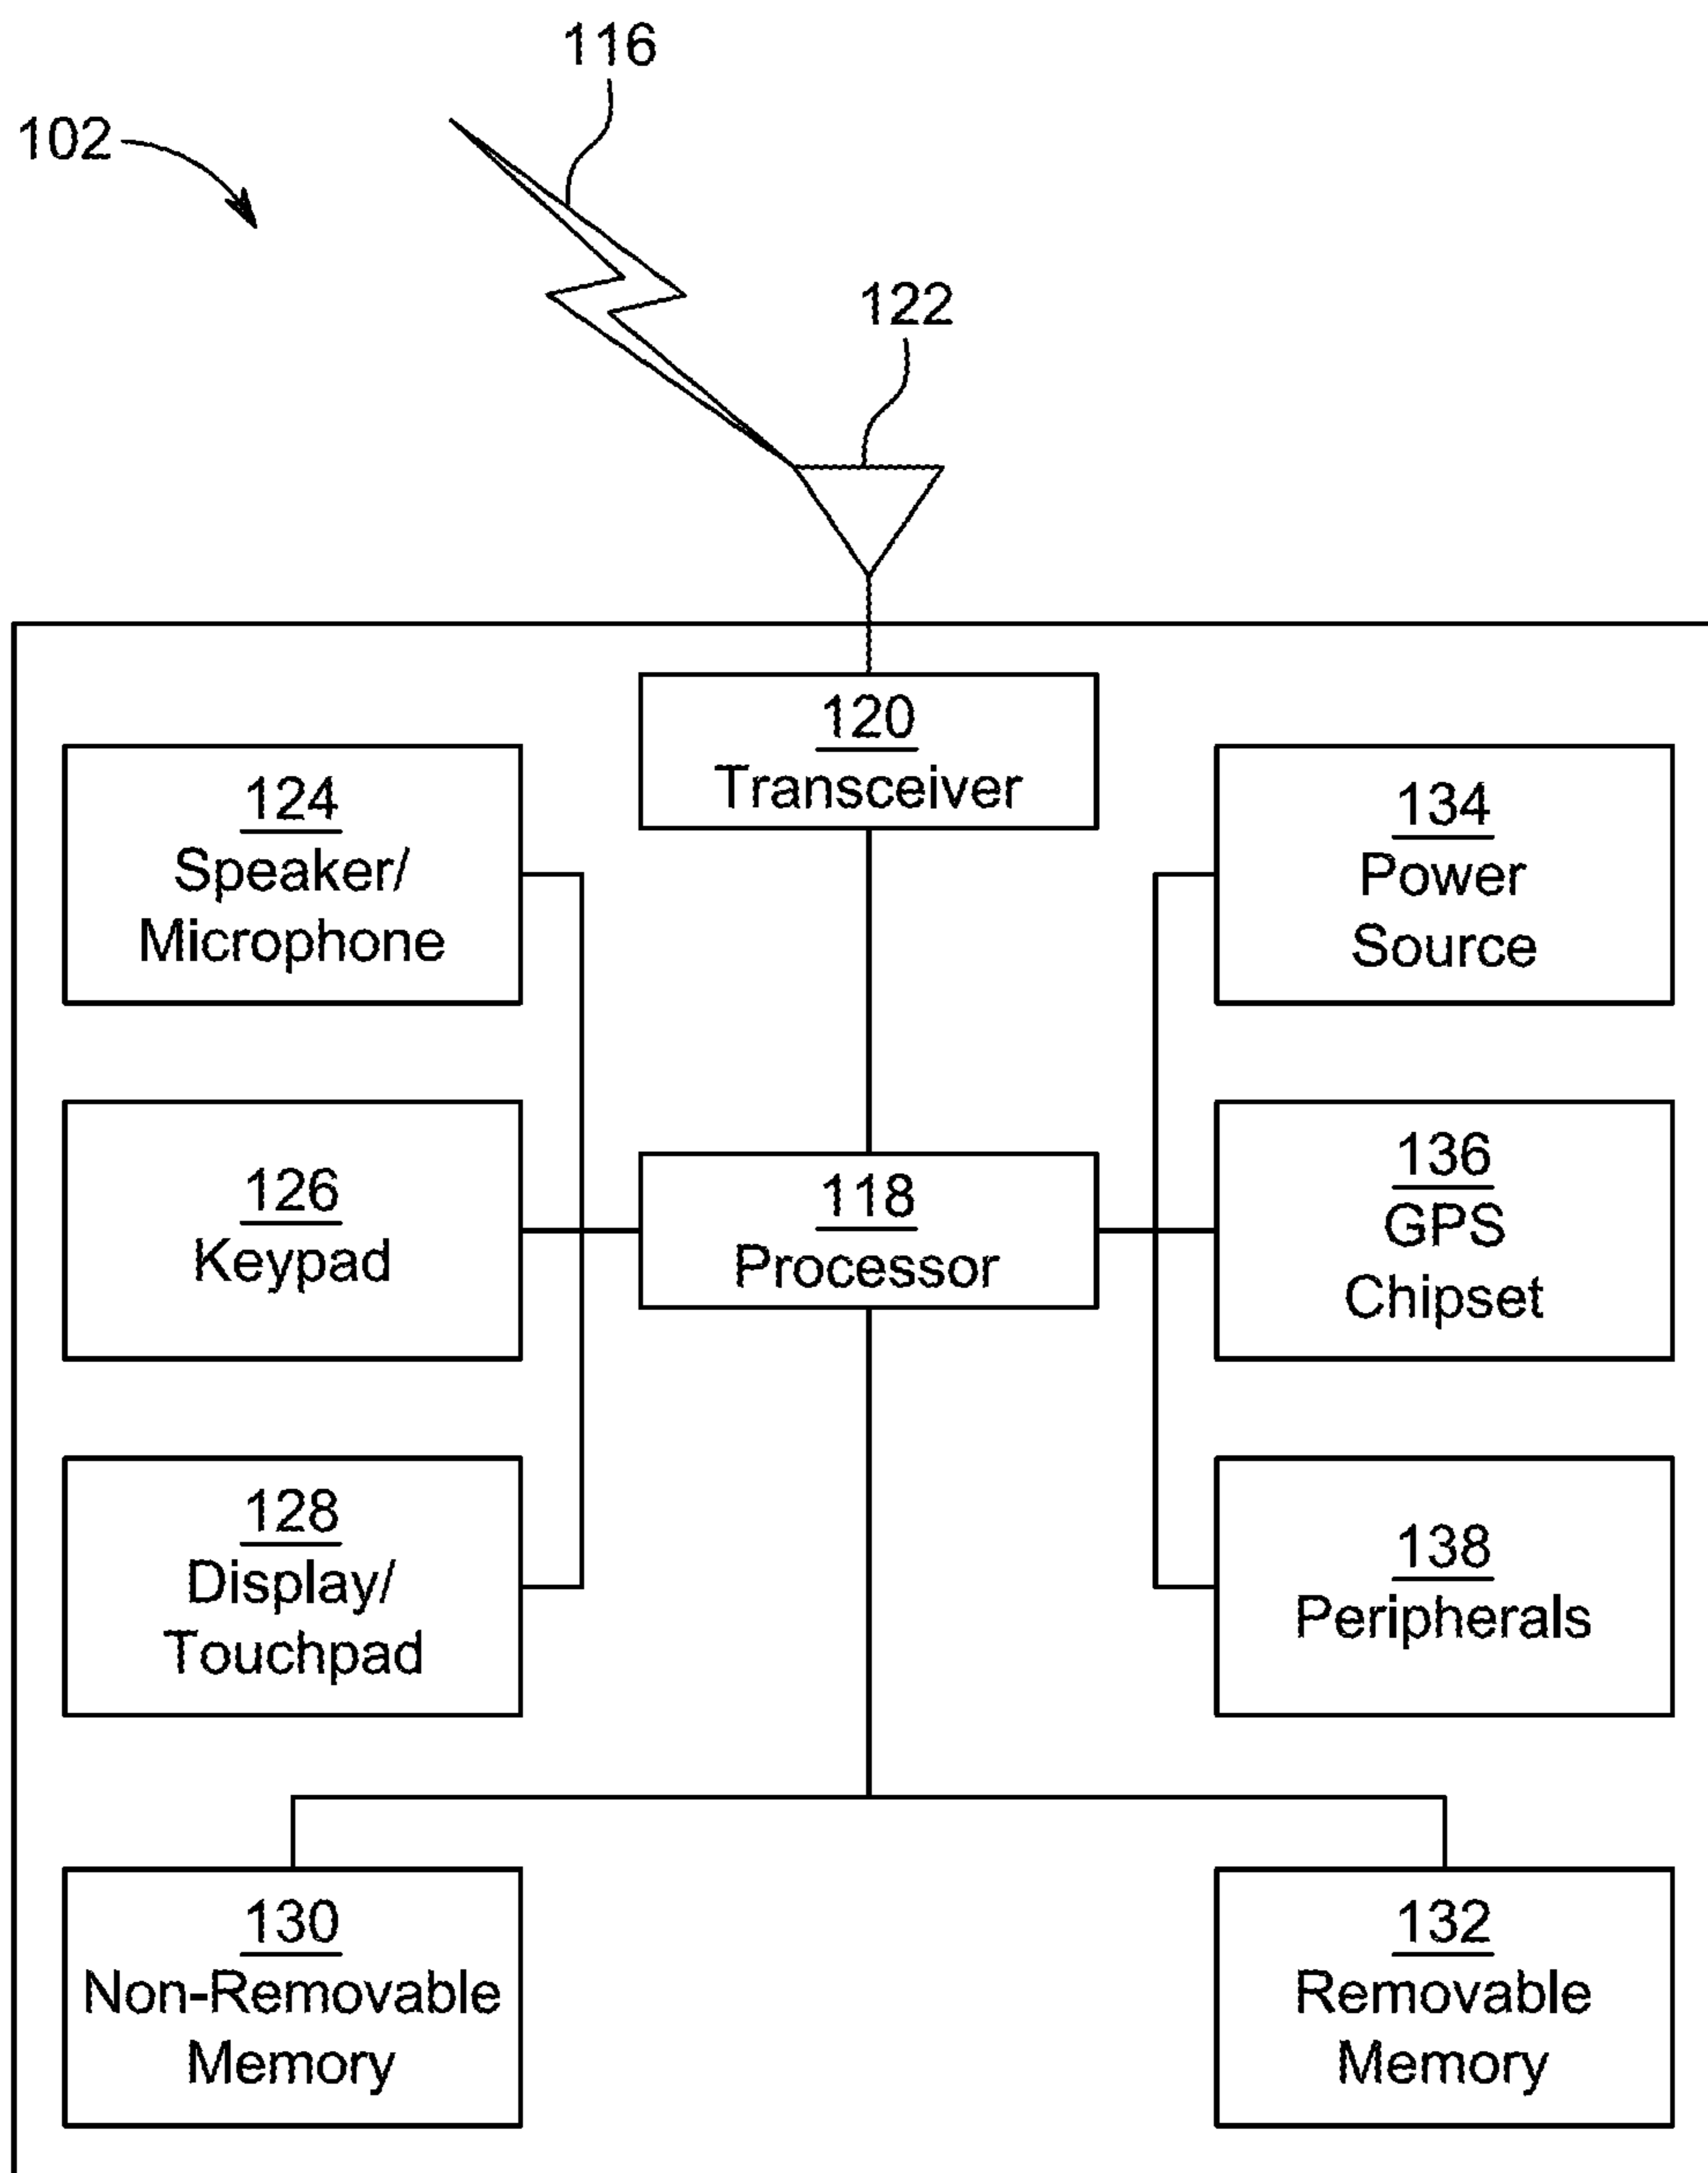 116
102
122
120
Transceiver
124
Speaker/
Microphone
134
Power
Source
126
Keypad
118
Processor
136
GPS
Chipset
128
Display/
Touchpad
138
Peripherals
130
Non-Removable
Memory
132
Removable
Memory